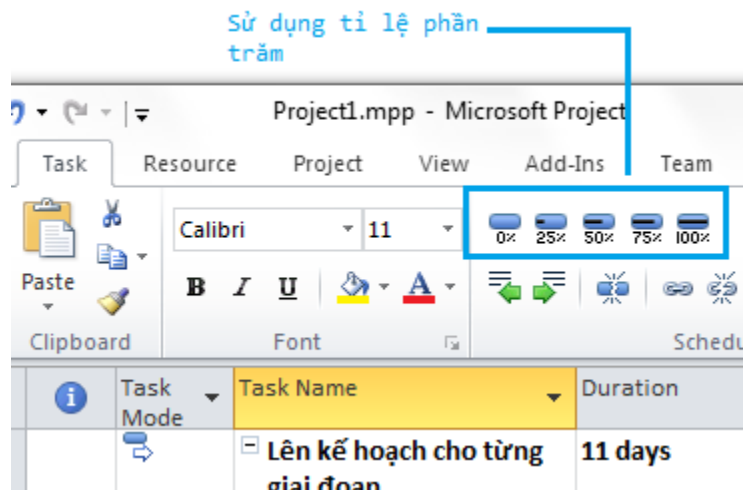 Sử dụng tỉ lệ phần
trăm
Project1.mpp - Microsoft Project
Task Resource Project View Add-Ins Team
Calibri 11 0% 25% 50% 75% 100%
Paste B I U A
Clipboard Font Schedu
Task Mode Task Name Duration
Lên kế hoạch cho từng 11 days
giai đoạn